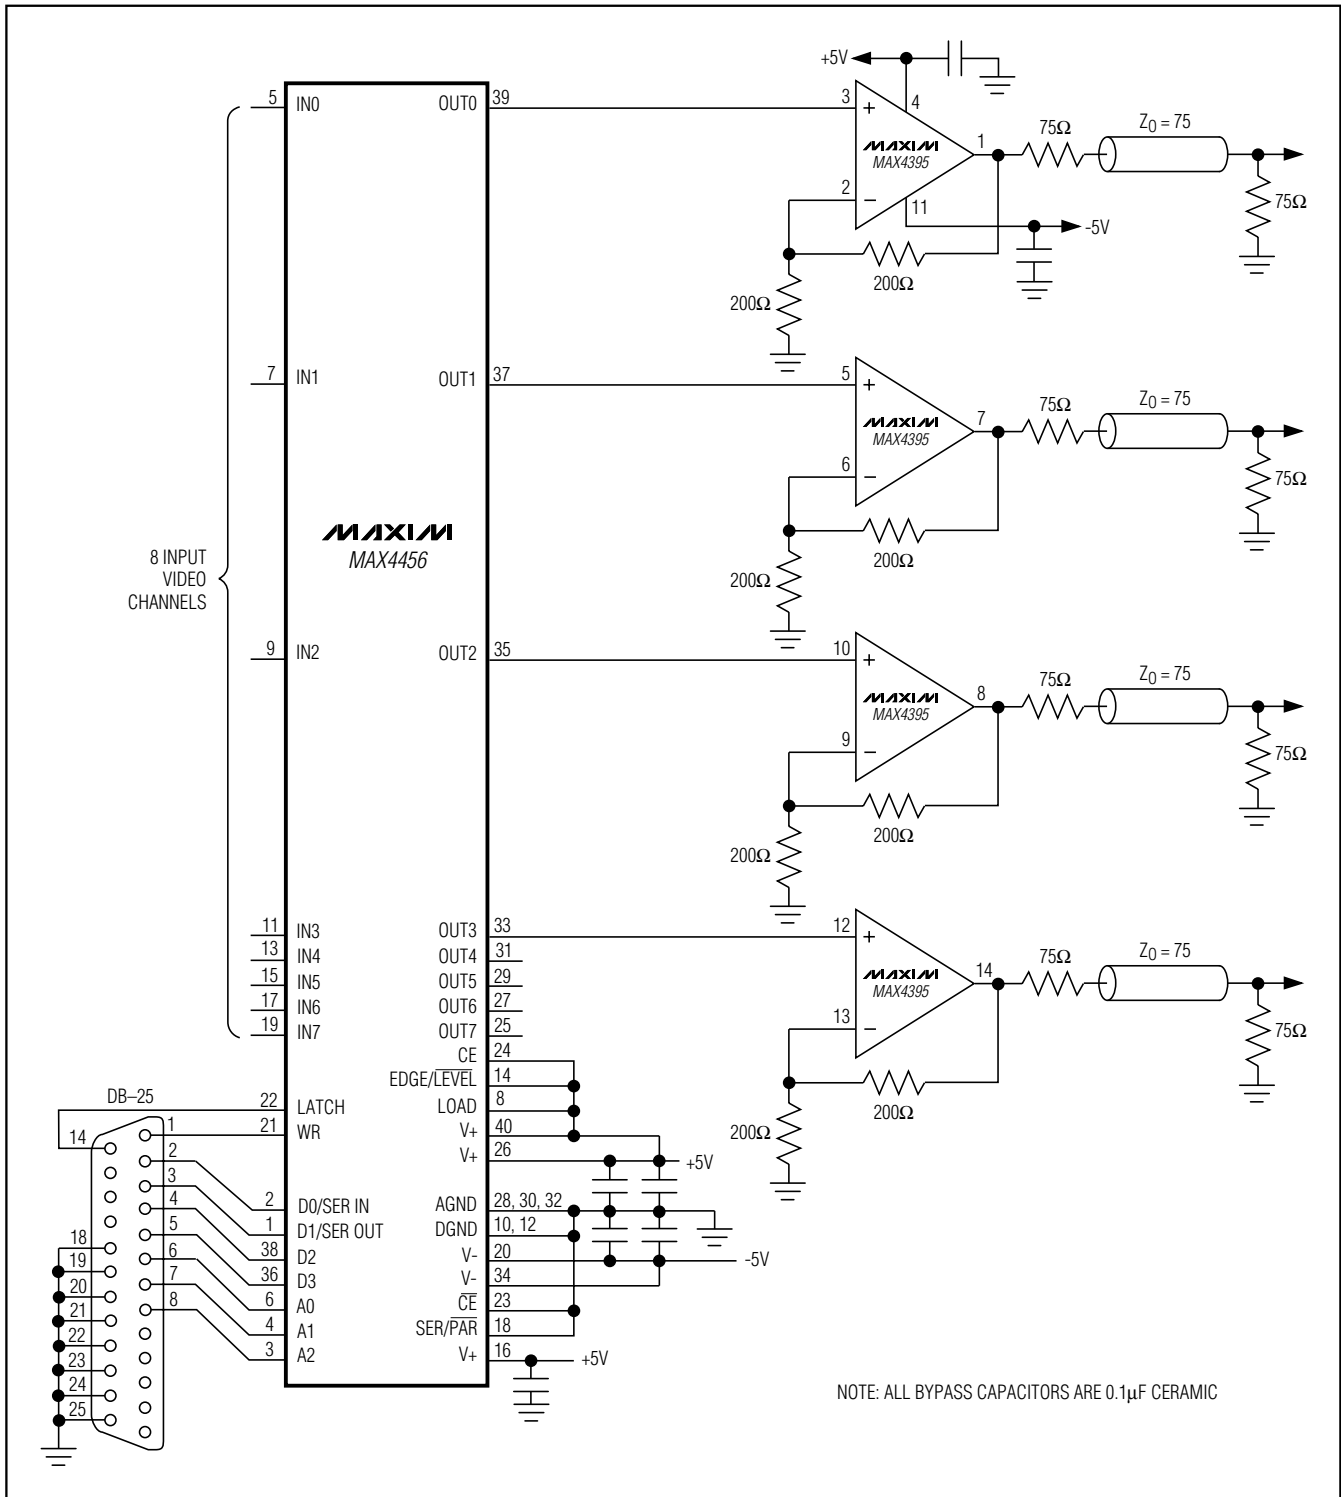 +5V
5 IN0 OUT0 39
3 +
4
MAXIM
MAX4395
1
75Ω
Z0 = 75
75Ω
2 −
11
-5V
200Ω
200Ω
7 IN1 OUT1 37
5 +
MAXIM
MAX4395
7
75Ω
Z0 = 75
75Ω
6 −
200Ω
200Ω
MAXIM
MAX4456
8 INPUT
VIDEO
CHANNELS
9 IN2 OUT2 35
10 +
MAXIM
MAX4395
8
75Ω
Z0 = 75
75Ω
9 −
200Ω
200Ω
11 IN3 OUT3 33
13 IN4 OUT4 31
15 IN5 OUT5 29
17 IN6 OUT6 27
19 IN7 OUT7 25
12 +
MAXIM
MAX4395
14
75Ω
Z0 = 75
75Ω
13 −
200Ω
200Ω
CE 24
EDGE/LEVEL 14
LOAD 8
V+ 40
V+ 26
+5V
AGND 28, 30, 32
DGND 10, 12
V- 20
-5V
V- 34
CE 23
SER/PAR 18
V+ 16
+5V
DB–25
22 LATCH
21 WR
2 D0/SER IN
1 D1/SER OUT
38 D2
36 D3
6 A0
4 A1
3 A2
14
1
2
3
4
5
6
7
8
18
19
20
21
22
23
24
25
NOTE: ALL BYPASS CAPACITORS ARE 0.1µF CERAMIC